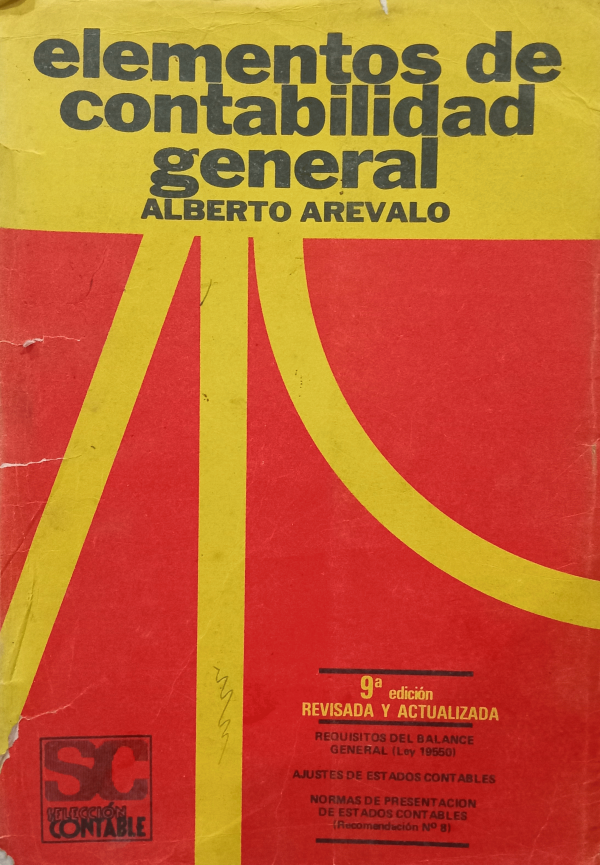 elementos de
contabilidad
general
ALBERTO AREVALO
9ª edición
REVISADA Y ACTUALIZADA
REQUISITOS DEL BALANCE
GENERAL (Ley 19550)
AJUSTES DE ESTADOS CONTABLES
NORMAS DE PRESENTACION
DE ESTADOS CONTABLES
(Recomendación Nº 8)
SC
SELECCIÓN
CONTABLE